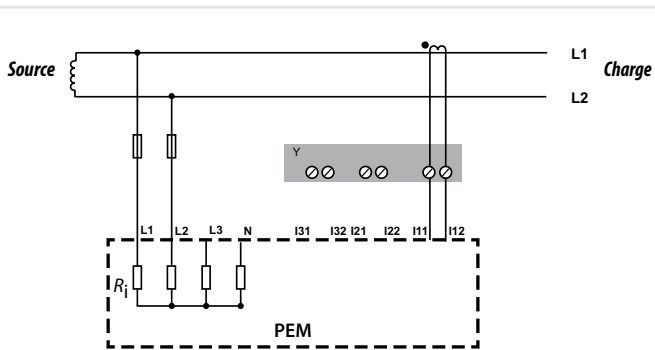 L1
Source Charge
L2
Y
L1 L2 L3 N I31 I32 I21 I22 I11 I12
Ri
PEM